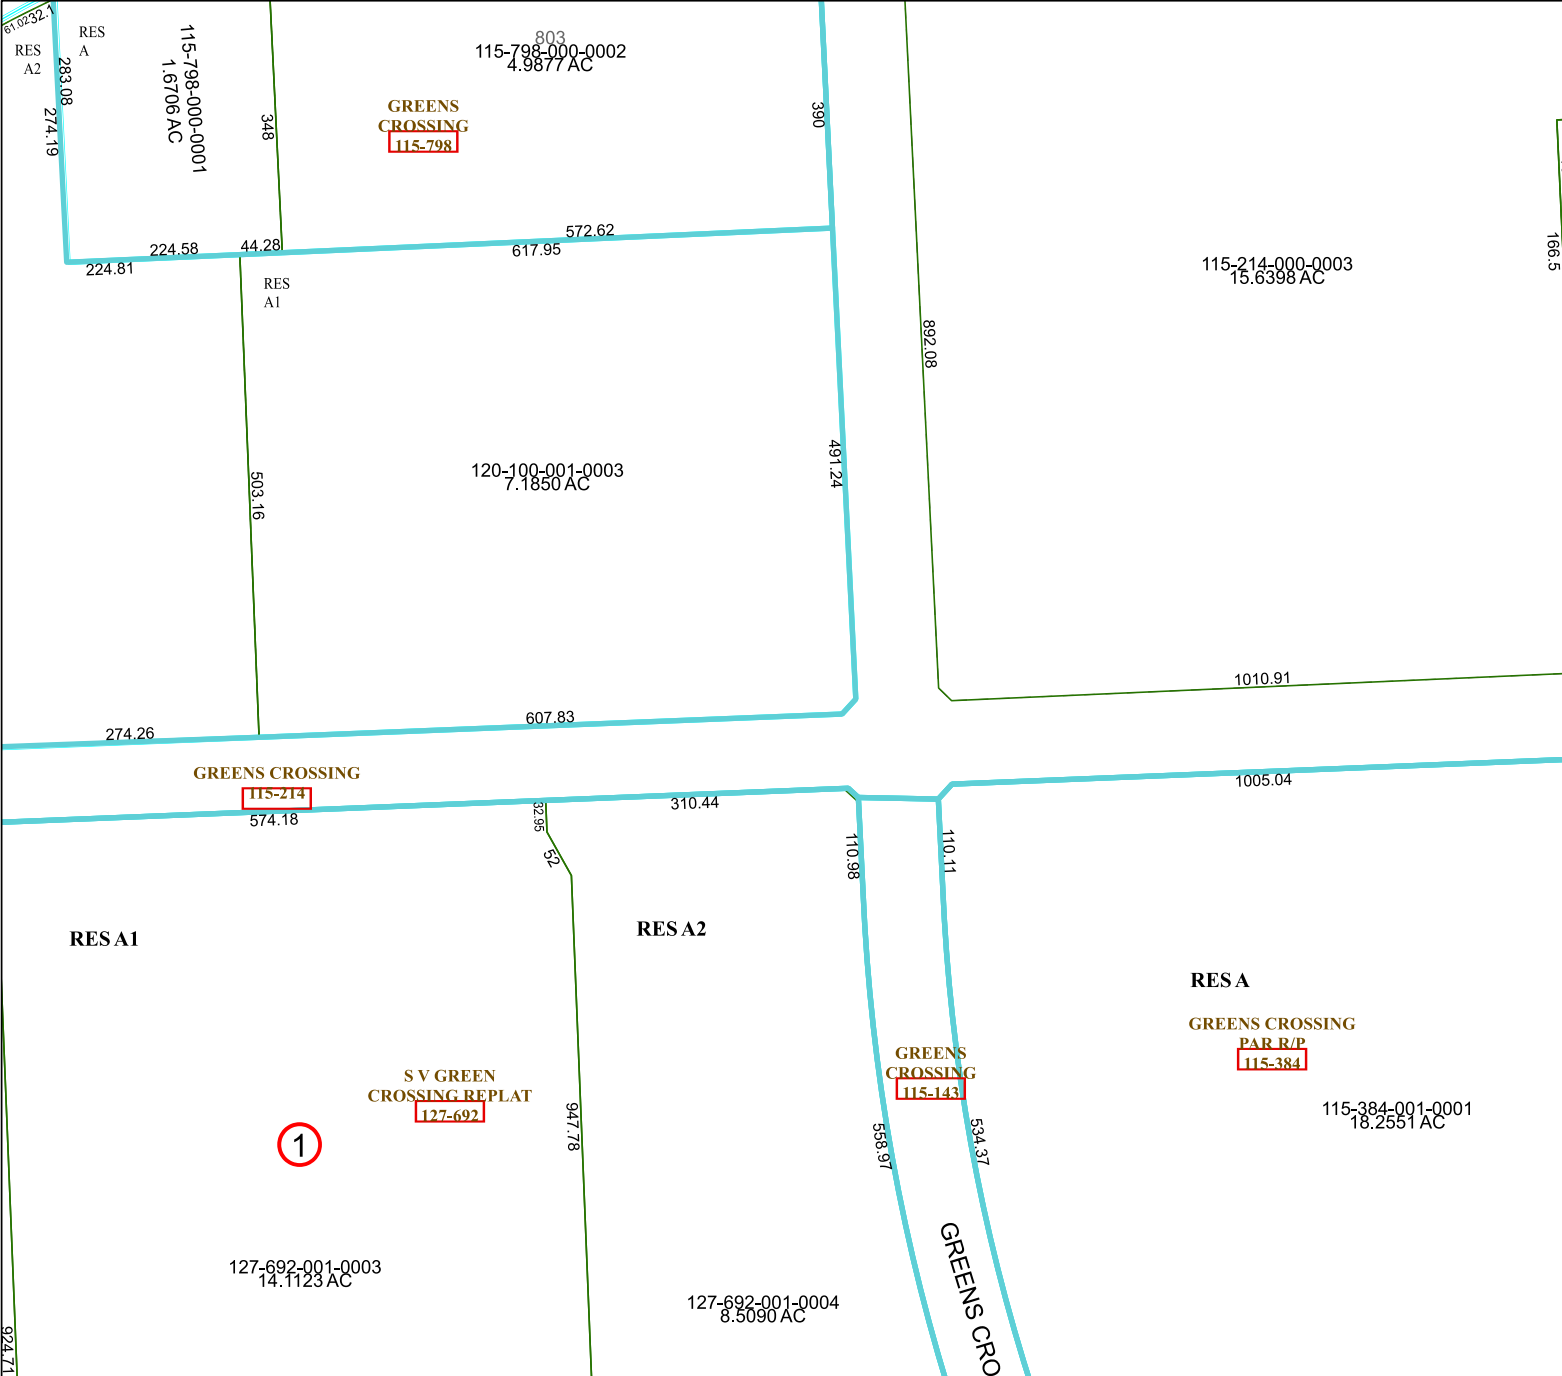 61.02
32.1
RES
A2
RES
A
283.08
274.19
115-798-000-0001
1.6706 AC
348
803
115-798-000-0002
4.9877 AC
GREENS
CROSSING
115-798
390
224.58
44.28
572.62
224.81
617.95
RES
A1
892.08
115-214-000-0003
15.6398 AC
166.5
503.16
120-100-001-0003
7.1850 AC
491.24
274.26
607.83
1010.91
GREENS CROSSING
115-214
574.18
32.95
52
310.44
110.98
110.11
1005.04
RES A1
RES A2
RES A
GREENS CROSSING
PAR R/P
115-384
115-384-001-0001
18.2551 AC
S V GREEN
CROSSING REPLAT
127-692
GREENS
CROSSING
115-143
1
947.78
558.97
534.37
127-692-001-0003
14.1123 AC
127-692-001-0004
8.5090 AC
GREENS CRO
924.71